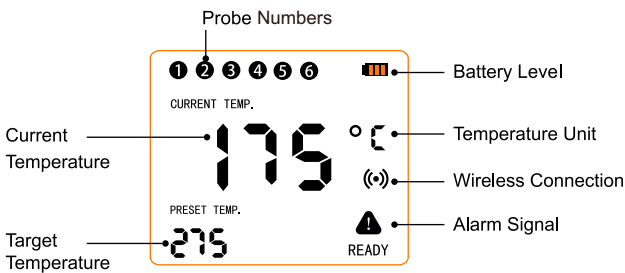 Probe Numbers
1 2 3 4 5 6
Battery Level
CURRENT TEMP.
Current
Temperature
175
°C
Temperature Unit
Wireless Connection
PRESET TEMP.
Alarm Signal
Target
Temperature
275
READY